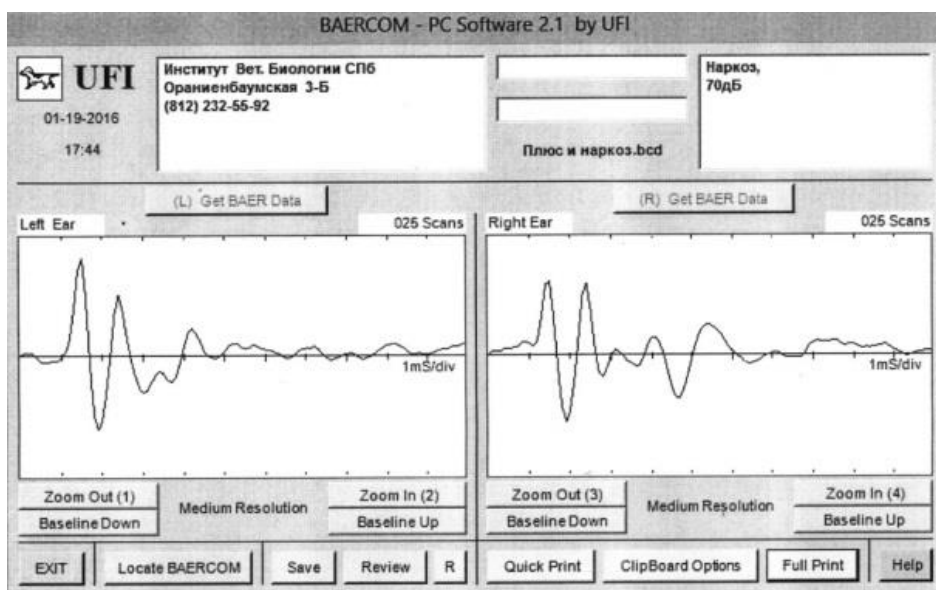 BAERCOM - PC Software 2.1 by UFI
UFI
01-19-2016
17:44
Институт Вет. Биологии СПб
Ораниенбаумская 3-Б
(812) 232-55-92
Плюс и наркоз.bcd
Наркоз,
70дБ
(L) Get BAER Data
(R) Get BAER Data
Left Ear
025 Scans
Right Ear
025 Scans
1mS/div
1mS/div
Zoom Out (1)
Medium Resolution
Zoom In (2)
Baseline Down
Baseline Up
Zoom Out (3)
Medium Resolution
Zoom In (4)
Baseline Down
Baseline Up
EXIT
Locate BAERCOM
Save
Review
R
Quick Print
ClipBoard Options
Full Print
Help